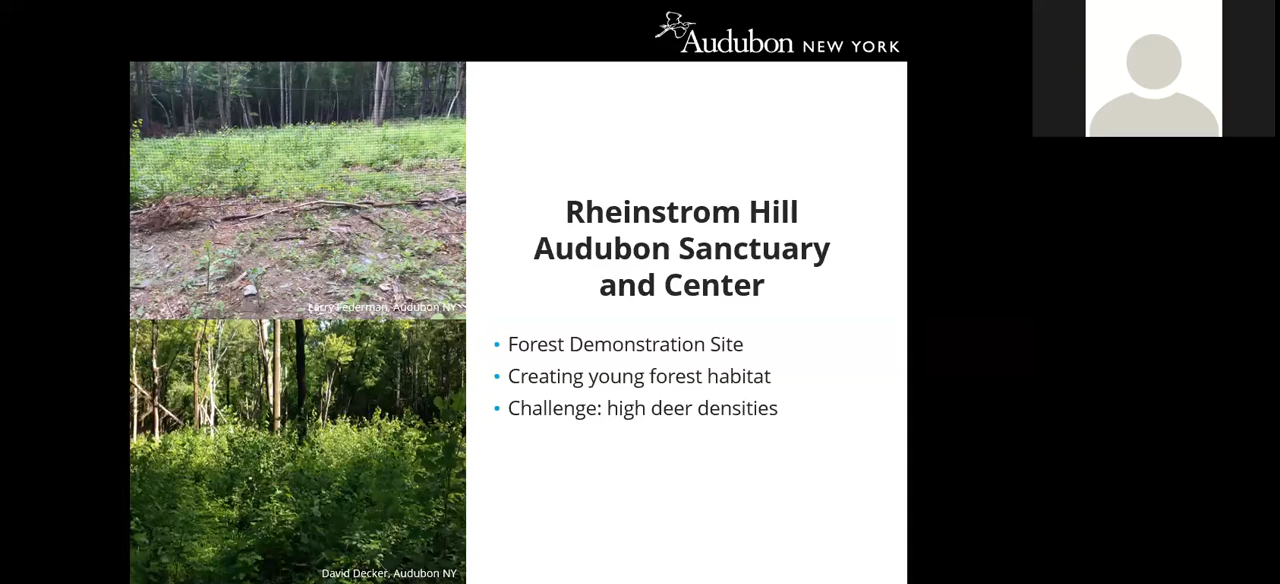 Audubon NEW YORK
Rheinstrom Hill
Audubon Sanctuary
and Center
• Forest Demonstration Site
• Creating young forest habitat
• Challenge: high deer densities
Larry Federman, Audubon NY
David Decker, Audubon NY